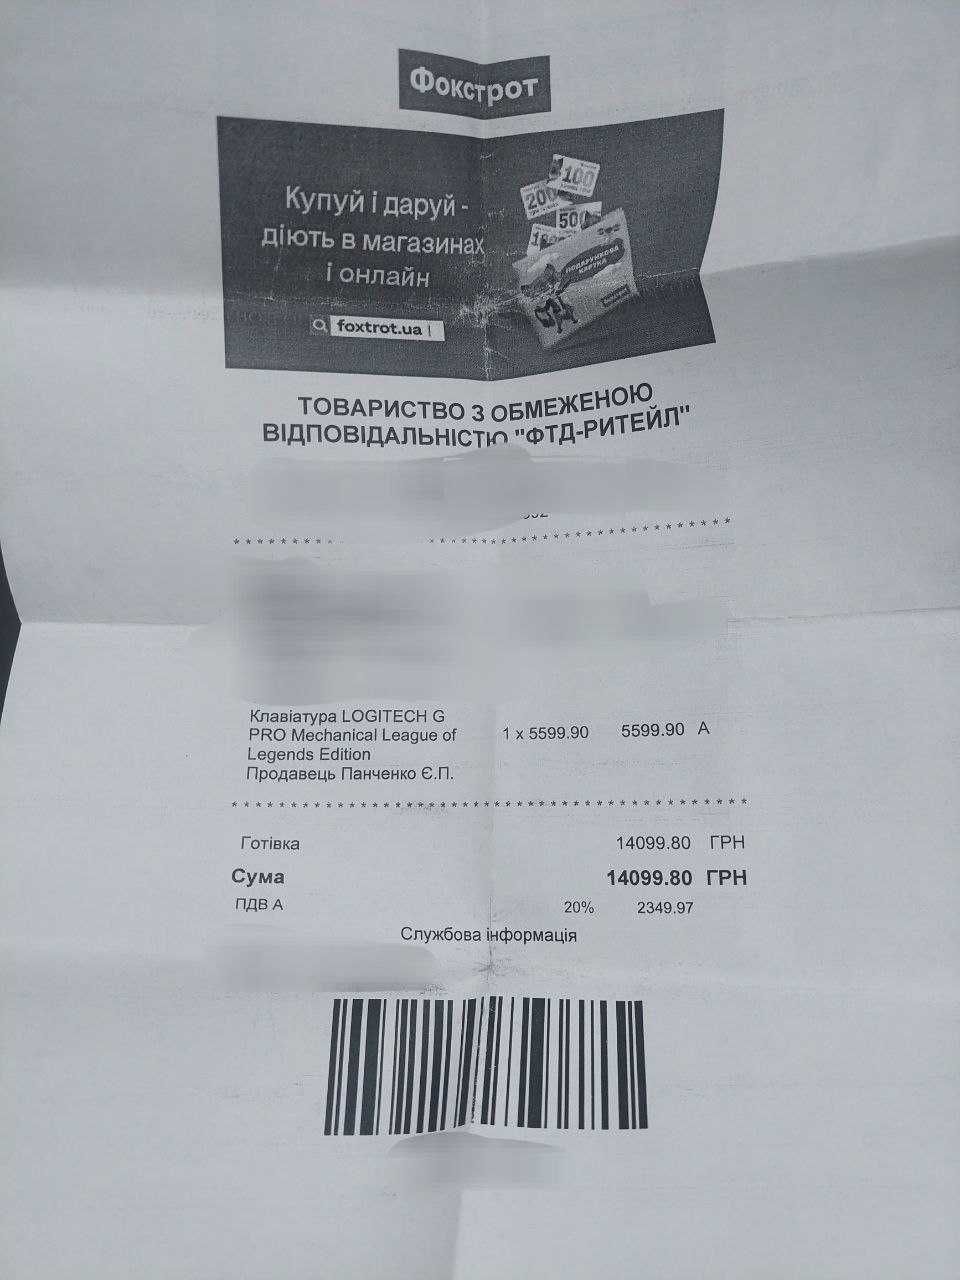 Фокстрот
Купуй і даруй -
діють в магазинах
і онлайн
foxtrot.ua
100
200
500
ПОДАРУНКОВА
КАРТКА
ТОВАРИСТВО З ОБМЕЖЕНОЮ
ВІДПОВІДАЛЬНІСТЮ "ФТД-РИТЕЙЛ"
Клавіатура LOGITECH G
PRO Mechanical League of 1 x 5599.90 5599.90 А
Legends Edition
Продавець Панченко Є.П.
Готівка 14099.80 ГРН
Сума 14099.80 ГРН
ПДВ А 20% 2349.97
Службова інформація